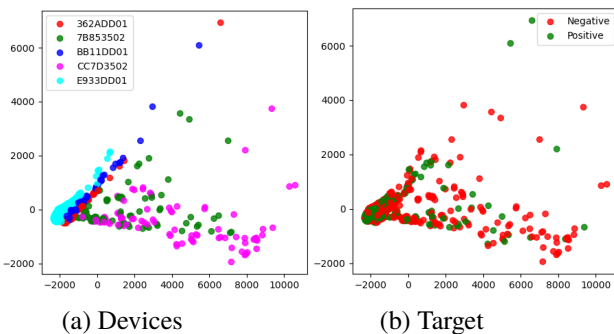 362ADD01
7B853502
BB11DD01
CC7D3502
E933DD01
6000
4000
2000
0
−2000
−2000 0 2000 4000 6000 8000 10000
(a) Devices
Negative
Positive
6000
4000
2000
0
−2000
−2000 0 2000 4000 6000 8000 10000
(b) Target